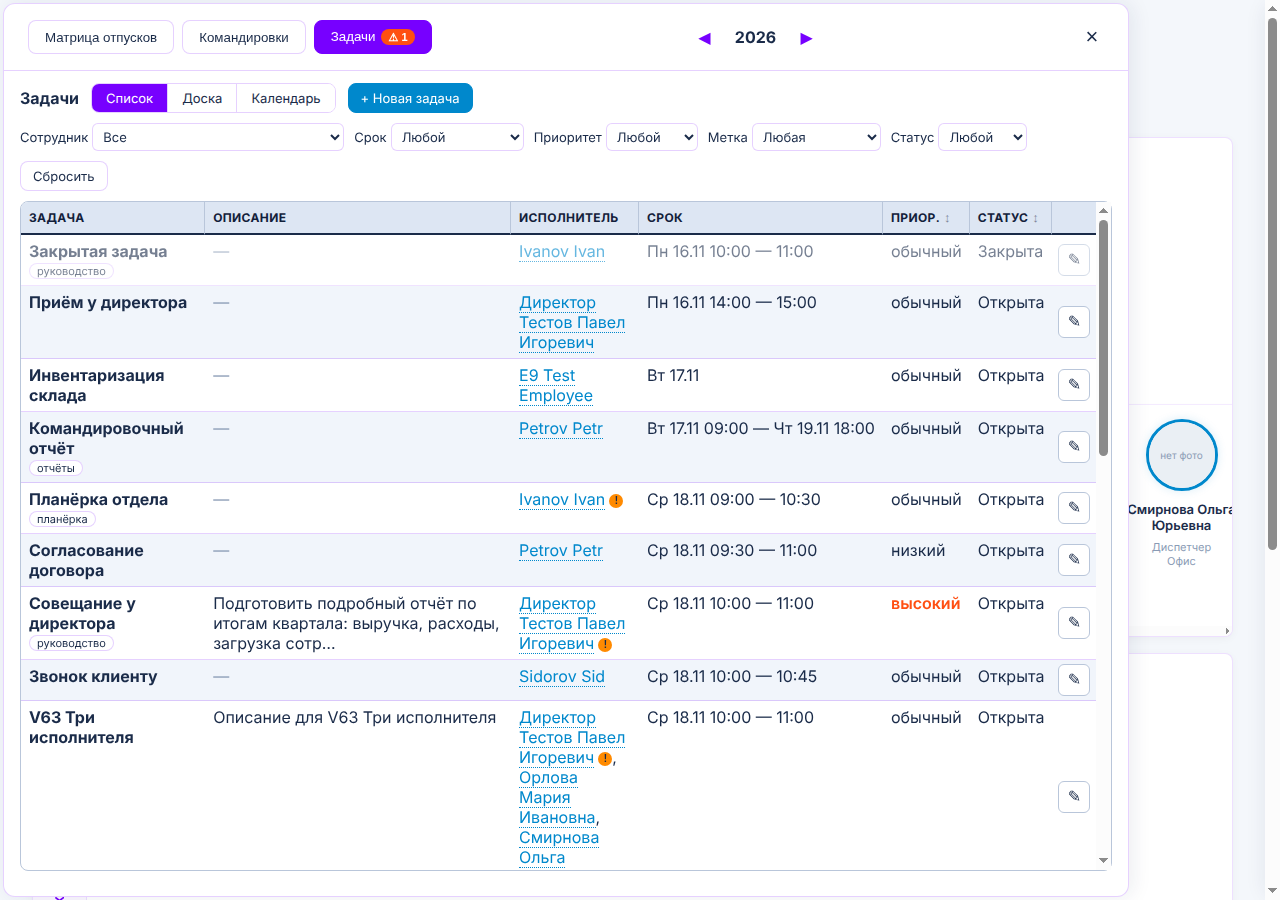 Матрица отпусков Командировки Задачи ⚠ 1 ◀ 2026 ▶ ×
Задачи Список Доска Календарь + Новая задача
Сотрудник Все Срок Любой Приоритет Любой Метка Любая Статус Любой
Сбросить
ЗАДАЧА ОПИСАНИЕ ИСПОЛНИТЕЛЬ СРОК ПРИОР. ↕ СТАТУС ↕
Закрытая задача — Ivanov Ivan Пн 16.11 10:00 — 11:00 обычный Закрыта ✎
руководство
Приём у директора — Директор Пн 16.11 14:00 — 15:00 обычный Открыта ✎
Тестов Павел
Игоревич
Инвентаризация — E9 Test Вт 17.11 обычный Открыта ✎
склада Employee
Командировочный — Petrov Petr Вт 17.11 09:00 — Чт 19.11 18:00 обычный Открыта ✎
отчёт
отчёты
Планёрка отдела — Ivanov Ivan ! Ср 18.11 09:00 — 10:30 обычный Открыта ✎
планёрка
Согласование — Petrov Petr Ср 18.11 09:30 — 11:00 низкий Открыта ✎
договора
Совещание у Подготовить подробный отчёт по Директор Ср 18.11 10:00 — 11:00 высокий Открыта ✎
директора итогам квартала: выручка, расходы, Тестов Павел
руководство загрузка сотр... Игоревич !
Звонок клиенту — Sidorov Sid Ср 18.11 10:00 — 10:45 обычный Открыта ✎
V63 Три Описание для V63 Три исполнителя Директор Ср 18.11 10:00 — 11:00 обычный Открыта ✎
исполнителя Тестов Павел
Игоревич !,
Орлова
Мария
Ивановна,
Смирнова
Ольга
нет фото
Смирнова Ольга
Юрьевна
Диспетчер
Офис